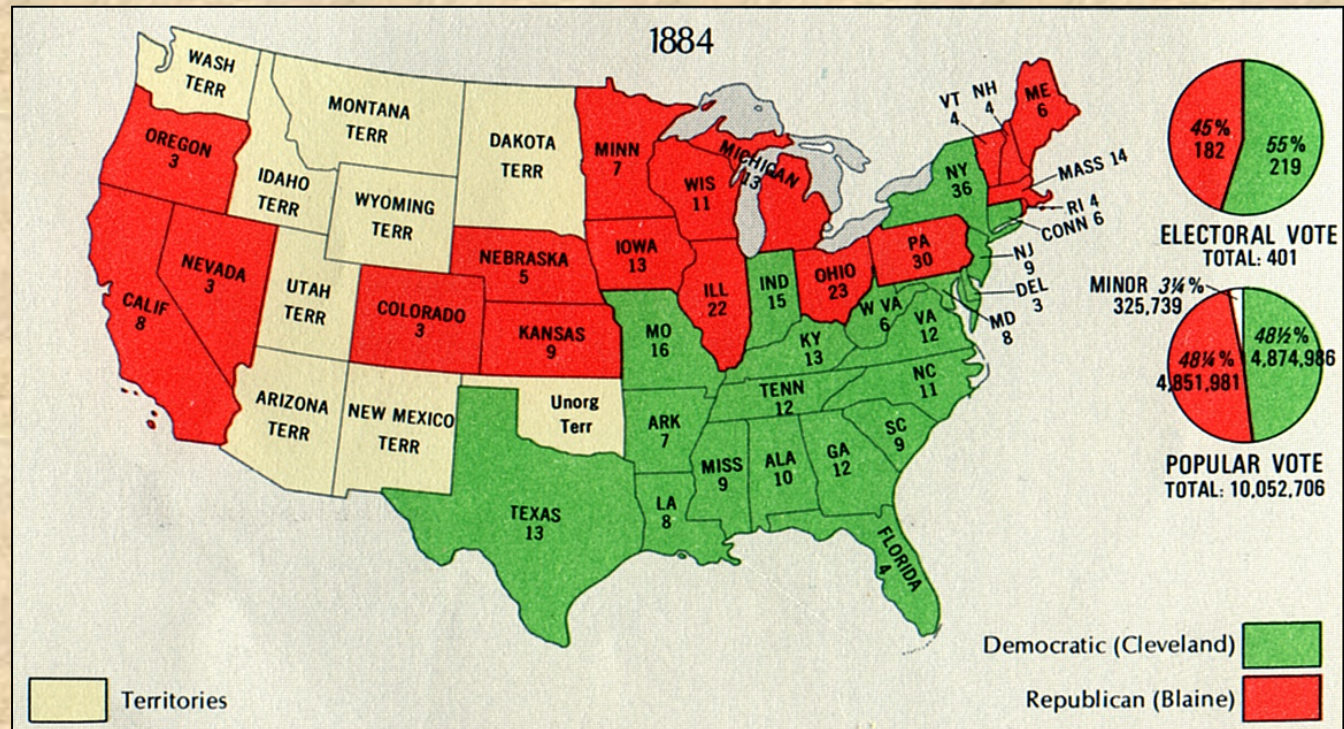 1884
WASH
TERR
MONTANA
TERR
DAKOTA
TERR
OREGON
3
IDAHO
TERR
WYOMING
TERR
MINN
7
WIS
11
MICHIGAN
13
VT
4
NH
4
ME
6
NY
36
MASS 14
RI 4
CONN 6
NEVADA
3
CALIF
8
UTAH
TERR
COLORADO
3
NEBRASKA
5
KANSAS
9
IOWA
13
ILL
22
IND
15
OHIO
23
PA
30
NJ
9
DEL
3
MD
8
W VA
6
VA
12
MO
16
KY
13
TENN
12
NC
11
SC
9
ARIZONA
TERR
NEW MEXICO
TERR
Unorg
Terr
ARK
7
MISS
9
ALA
10
GA
12
LA
8
TEXAS
13
FLORIDA
4
45%
182
55%
219
ELECTORAL VOTE
TOTAL: 401
MINOR 3¼%
325,739
48½%
4,874,986
48¼%
4,851,981
POPULAR VOTE
TOTAL: 10,052,706
Democratic (Cleveland)
Republican (Blaine)
Territories